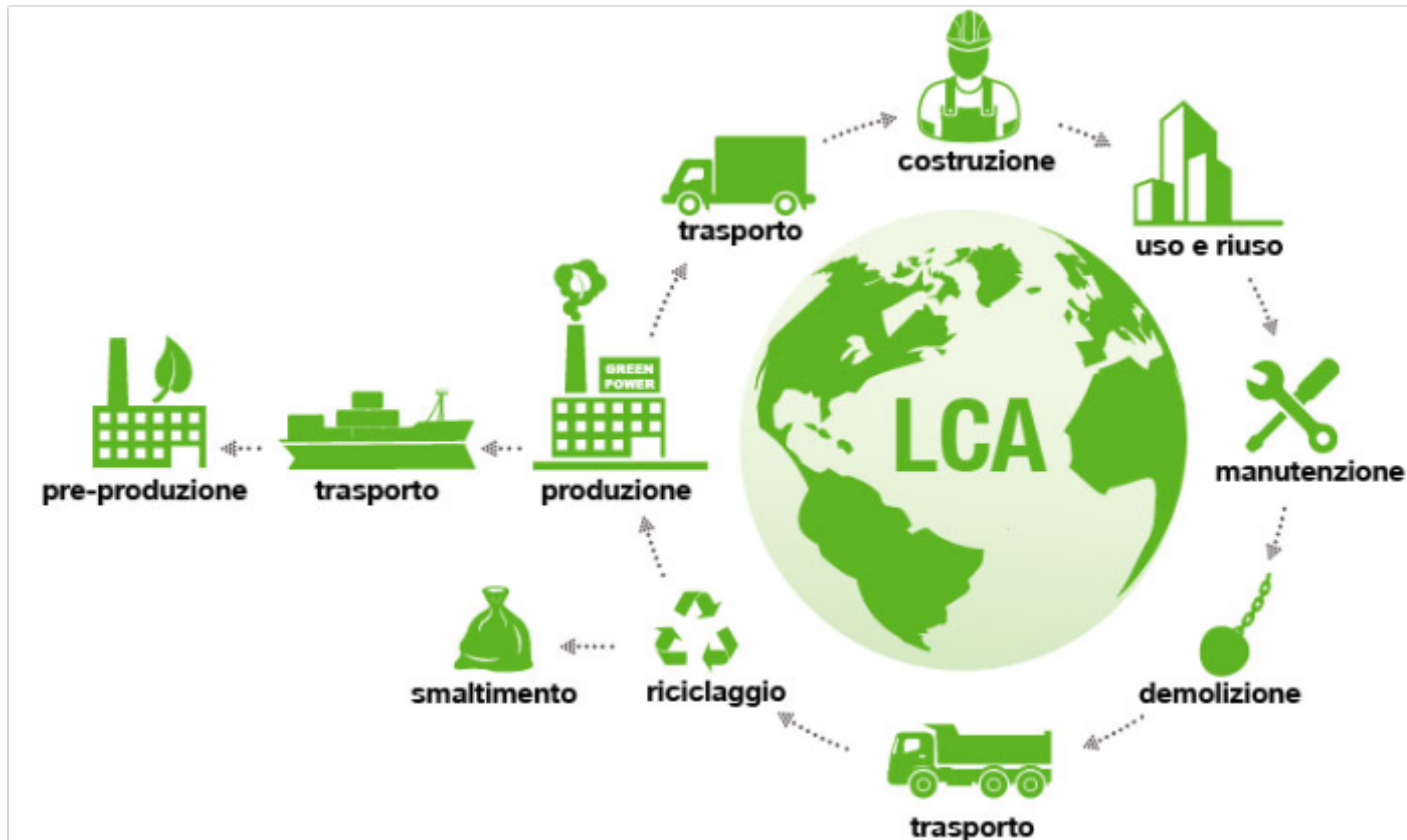 costruzione
trasporto
uso e riuso
GREEN
POWER
LCA
pre-produzione
trasporto
produzione
manutenzione
smaltimento
riciclaggio
demolizione
trasporto